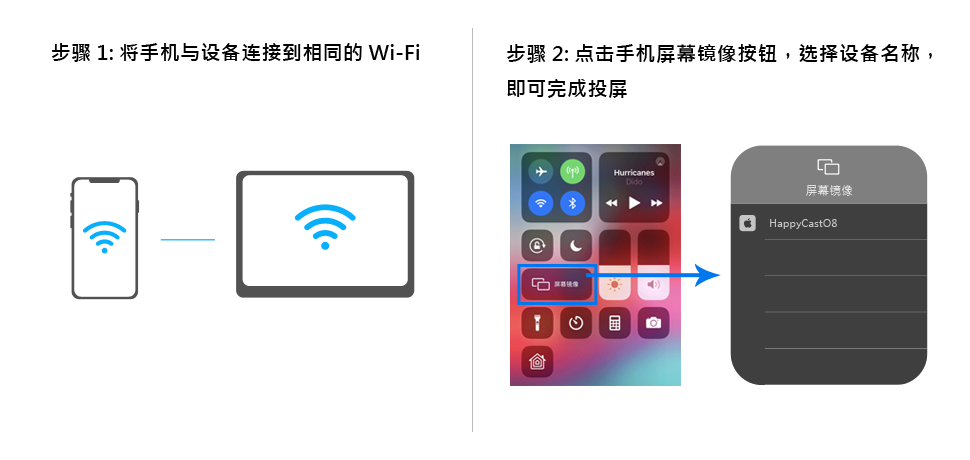 步骤 1: 将手机与设备连接到相同的 Wi-Fi
步骤 2: 点击手机屏幕镜像按钮，选择设备名称，
即可完成投屏
Hurricanes
Dido
屏幕镜像
屏幕镜像
HappyCastO8